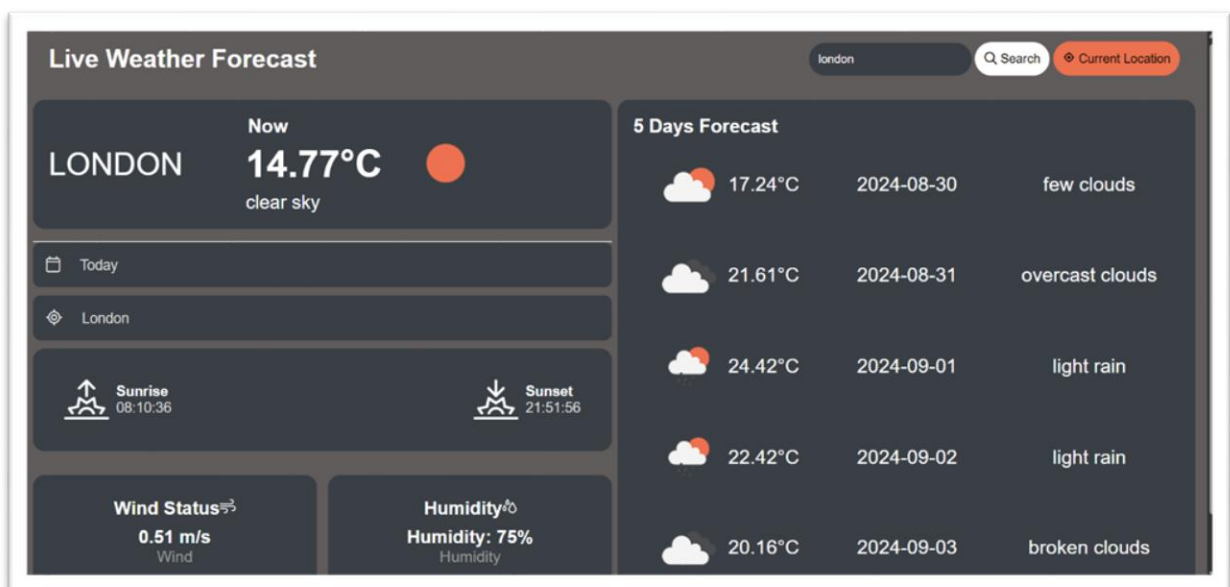 Live Weather Forecast
london
Search
Current Location
Now
LONDON
14.77°C
clear sky
Today
London
Sunrise
08:10:36
Sunset
21:51:56
Wind Status
0.51 m/s
Wind
Humidity
Humidity: 75%
Humidity
5 Days Forecast
17.24°C 2024-08-30 few clouds
21.61°C 2024-08-31 overcast clouds
24.42°C 2024-09-01 light rain
22.42°C 2024-09-02 light rain
20.16°C 2024-09-03 broken clouds